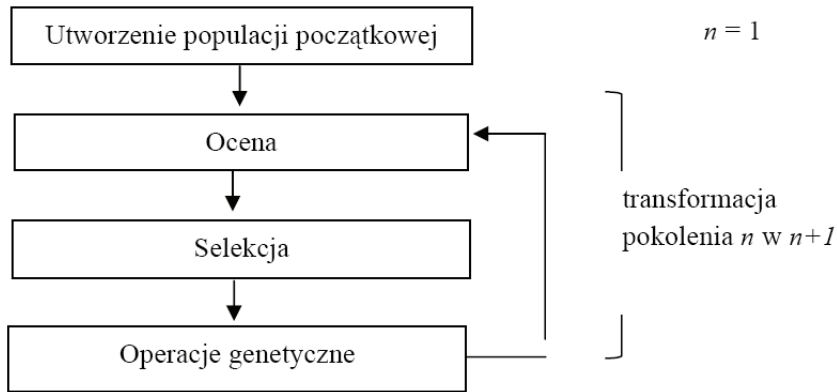 Utworzenie populacji początkowej
n = 1
Ocena
Selekcja
transformacja
pokolenia n w n+1
Operacje genetyczne